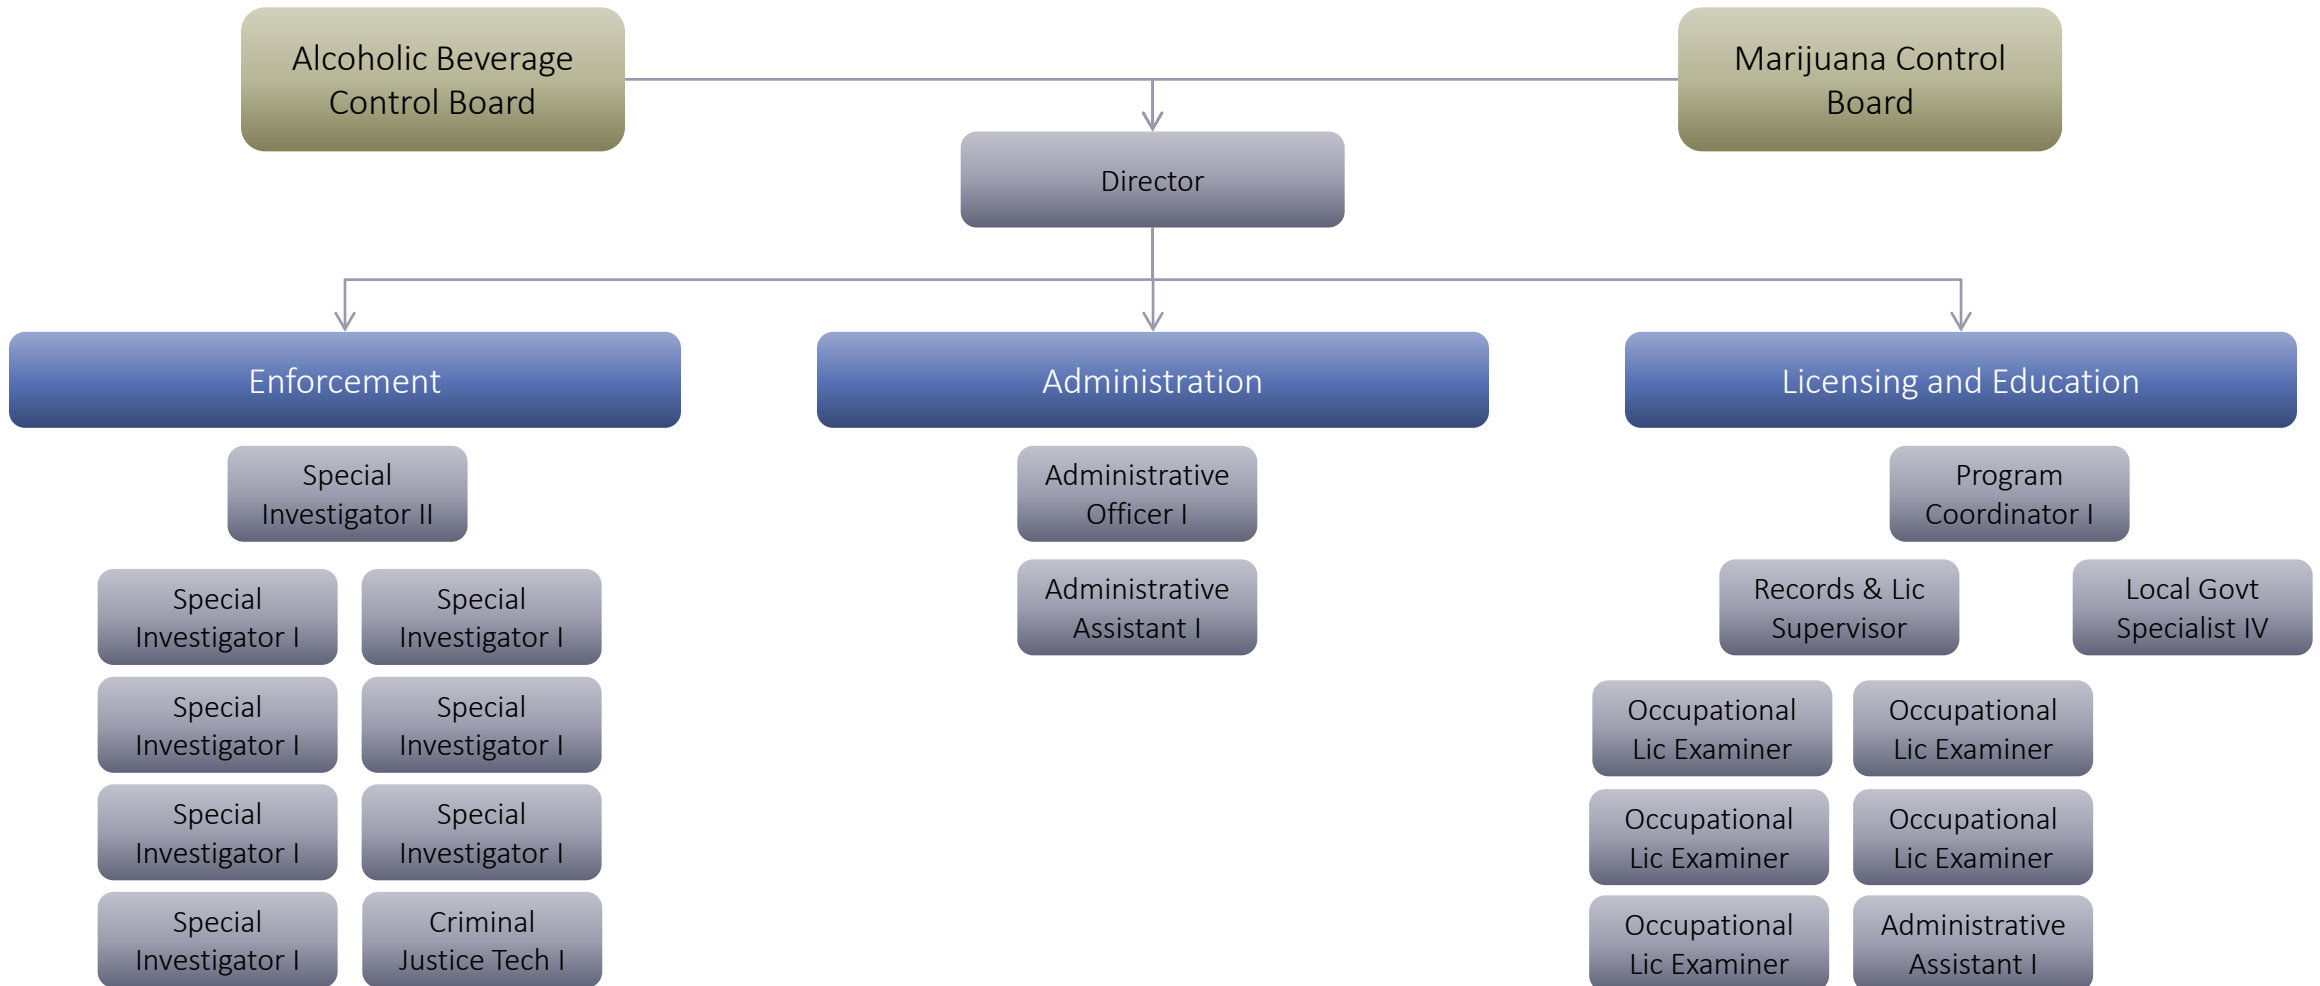 Alcoholic Beverage
Control Board
Marijuana Control
Board
Director
Enforcement
Administration
Licensing and Education
Special
Investigator II
Administrative
Officer I
Program
Coordinator I
Administrative
Assistant I
Records & Lic
Supervisor
Local Govt
Specialist IV
Special
Investigator I
Special
Investigator I
Special
Investigator I
Special
Investigator I
Special
Investigator I
Special
Investigator I
Special
Investigator I
Criminal
Justice Tech I
Occupational
Lic Examiner
Occupational
Lic Examiner
Occupational
Lic Examiner
Occupational
Lic Examiner
Occupational
Lic Examiner
Administrative
Assistant I